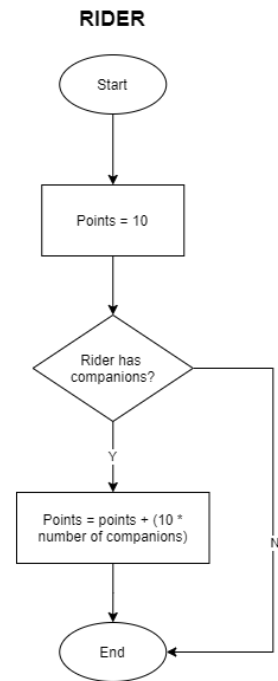 RIDER
Start
Points = 10
Rider has
companions?
Y
Points = points + (10 *
number of companions)
N
End